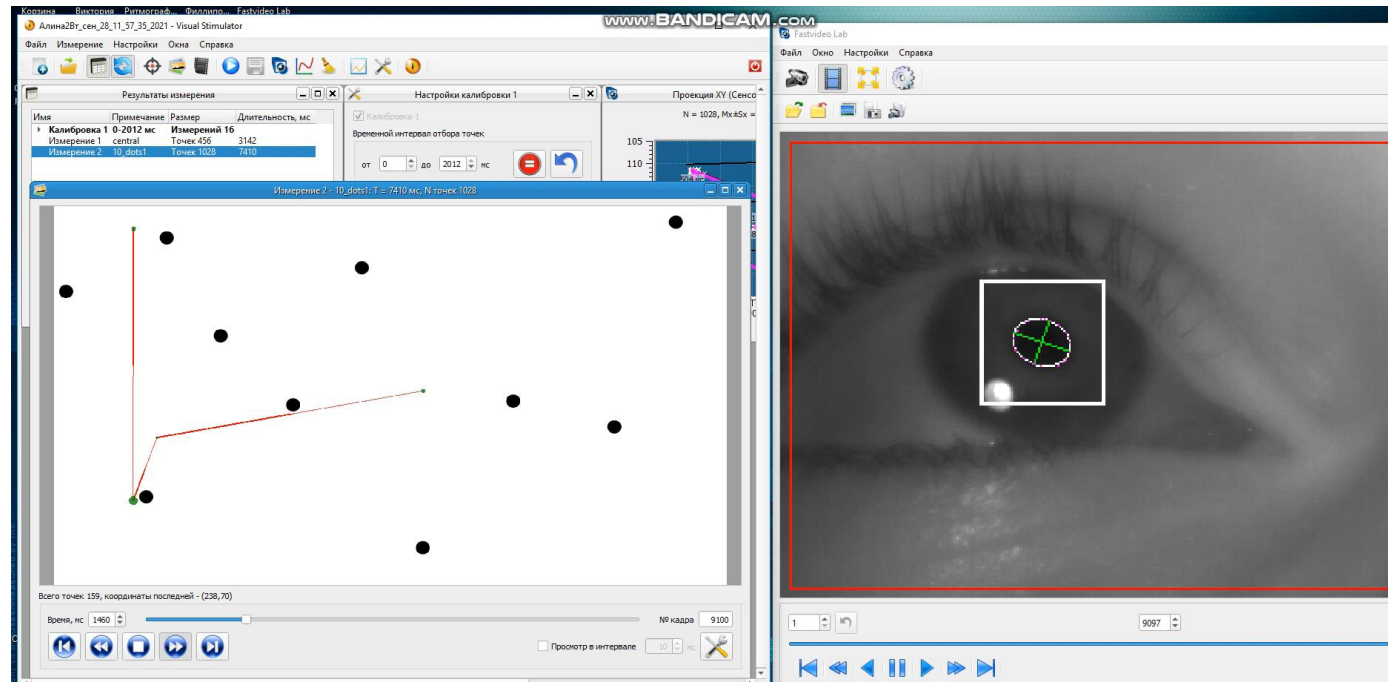 Корзина Виктория Ритмограф... Филлипо... Fastvideo Lab
www.BANDICAM.COM
Алина2Вт_сен_28_11_57_35_2021 - Visual Stimulator
Файл Измерение Настройки Окна Справка
Результаты измерения
Имя Примечание Размер Длительность, мс
Калибровка 1 0-2012 мс Измерений 16
Измерение 1 central Точек 456 3142
Измерение 2 10_dots1 Точек 1028 7410
Настройки калибровки 1
Калибровка 1
Временной интервал отбора точек
от 0 до 2012 мс
Проекция XY (Сенсо
N = 1028, Mx±Sx =
105
110
Измерение 2 - 10_dots1: T = 7410 мс, N точек 1028
Всего точек 159, координаты последней - (238,70)
Время, мс 1460
№ кадра 9100
Просмотр в интервале 10 мс
Fastvideo Lab
Файл Окно Настройки Справка
1
9097